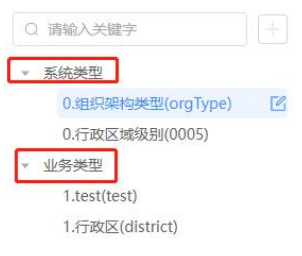 请输入关键字
系统类型
0.组织架构类型(orgType)
0.行政区域级别(0005)
业务类型
1.test(test)
1.行政区(district)